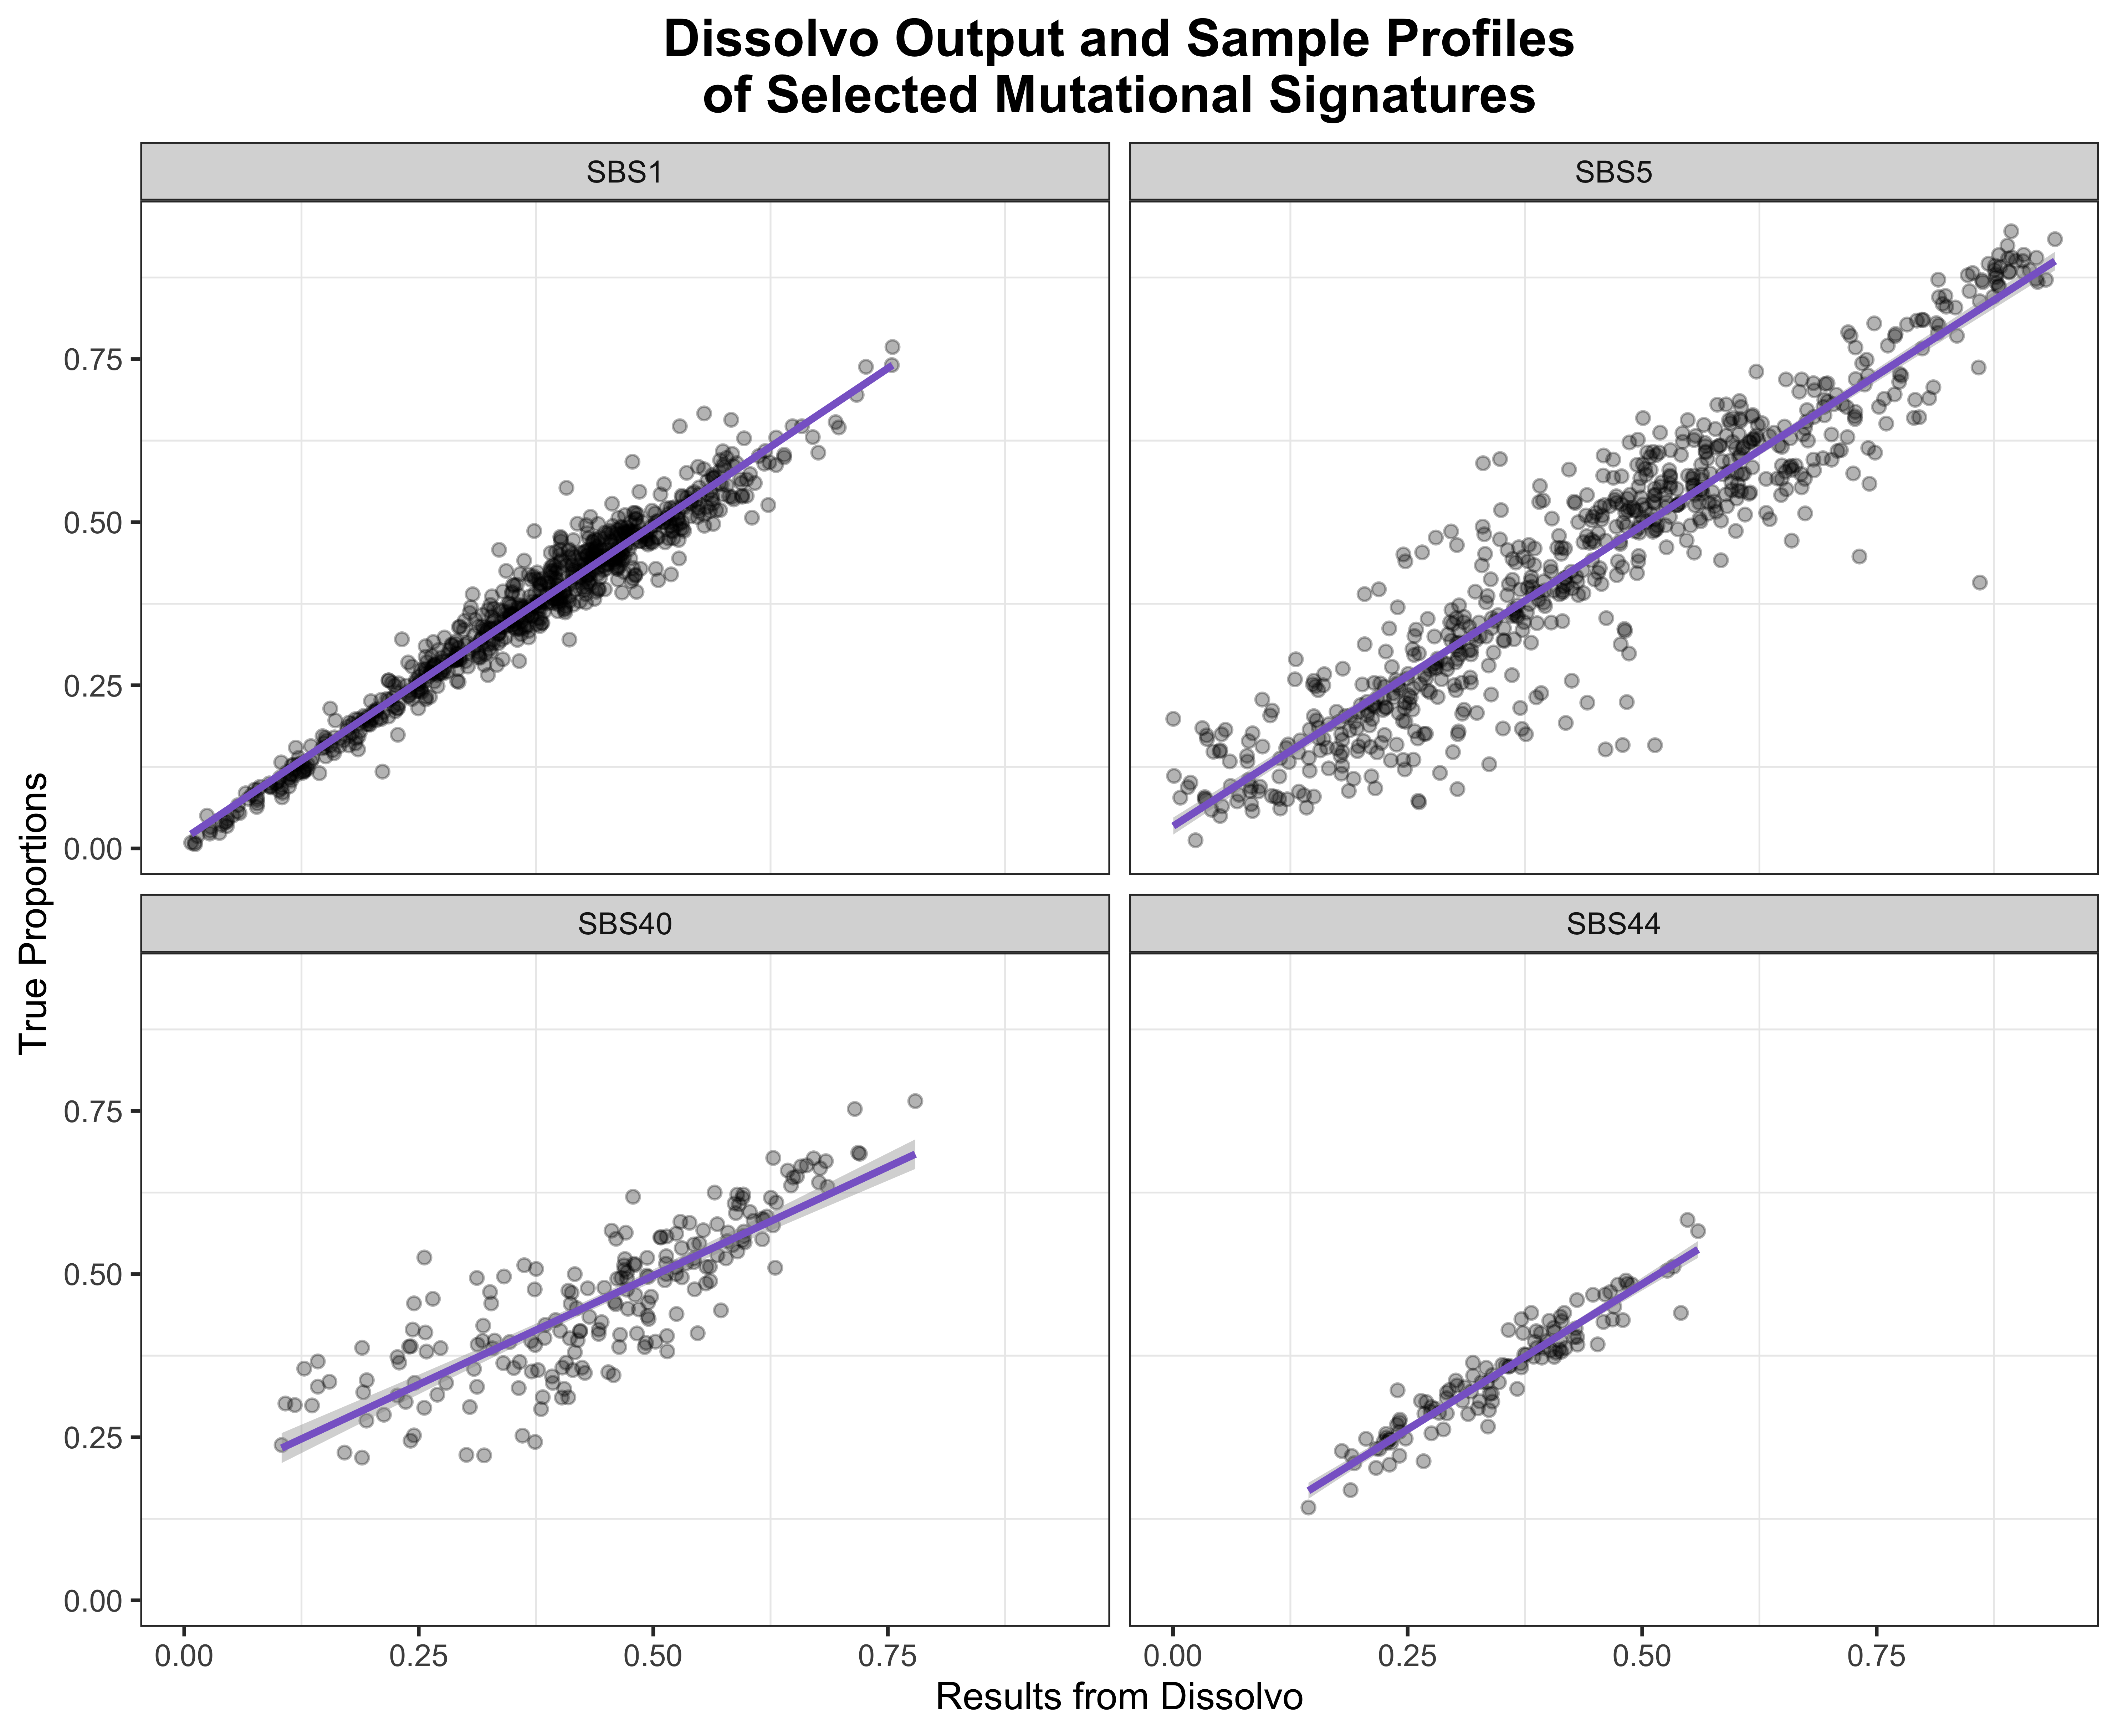 Dissolvo Output and Sample Profiles
of Selected Mutational Signatures
SBS1
SBS5
0.75
0.50
0.25
0.00
SBS40
SBS44
0.75
0.50
0.25
0.00
True Proportions
0.00 0.25 0.50 0.75 0.00 0.25 0.50 0.75
Results from Dissolvo